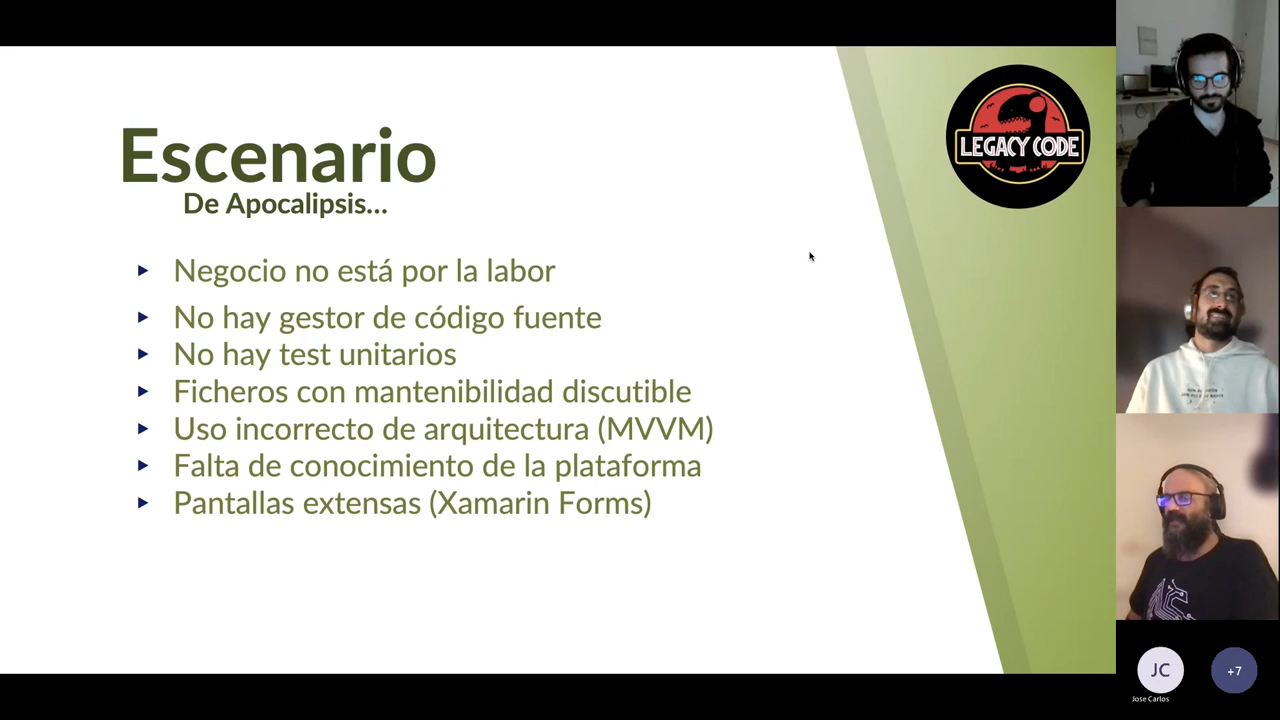 Escenario
De Apocalipsis...
LEGACY CODE
Negocio no está por la labor
No hay gestor de código fuente
No hay test unitarios
Ficheros con mantenibilidad discutible
Uso incorrecto de arquitectura (MVVM)
Falta de conocimiento de la plataforma
Pantallas extensas (Xamarin Forms)
JC
+7
Jose Carlos